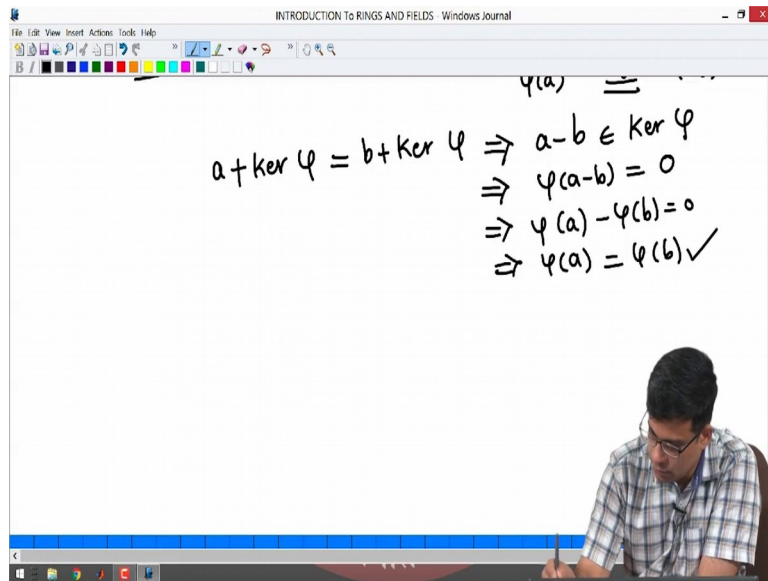 INTRODUCTION To RINGS AND FIELDS - Windows Journal
File Edit View Insert Actions Tools Help
B I
φ(a)
a + ker φ = b + ker φ ⇒ a-b ∈ ker φ
⇒ φ(a-b) = 0
⇒ φ(a) - φ(b) = 0
⇒ φ(a) = φ(b) ✓